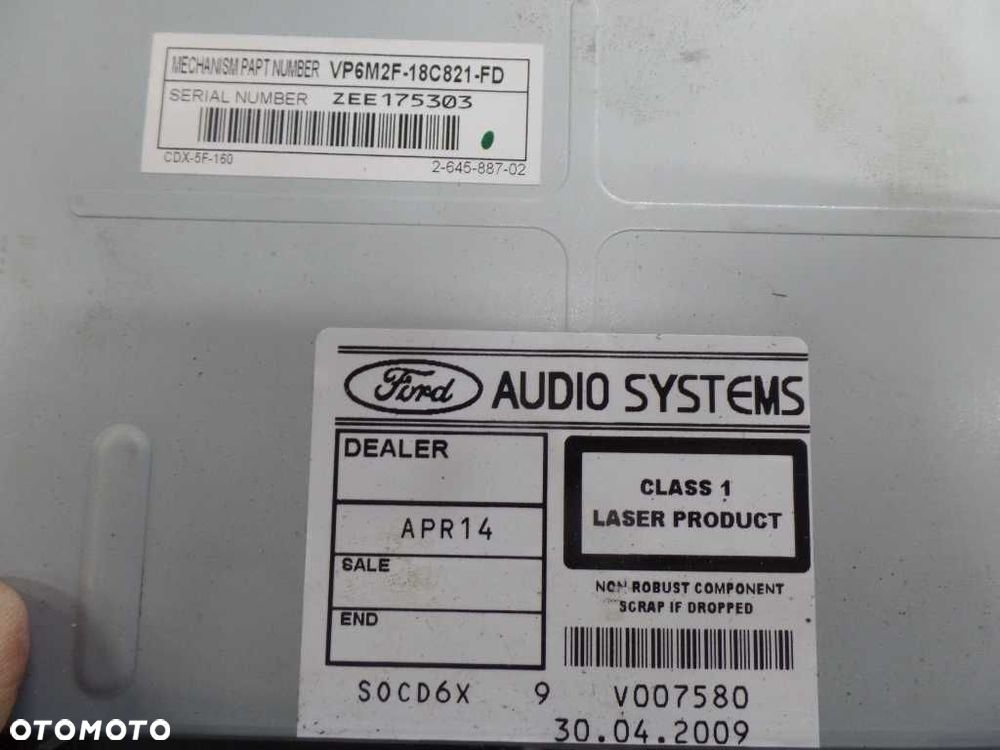 MECHANISM PAPT NUMBER VP6M2F-18C821-FD
SERIAL NUMBER ZEE175303
CDX-5F-160 2-645-887-02
Ford AUDIO SYSTEMS
DEALER
APR14
SALE
END
CLASS 1
LASER PRODUCT
NON ROBUST COMPONENT
SCRAP IF DROPPED
SOCD6X 9 V007580
30.04.2009
OTOMOTO